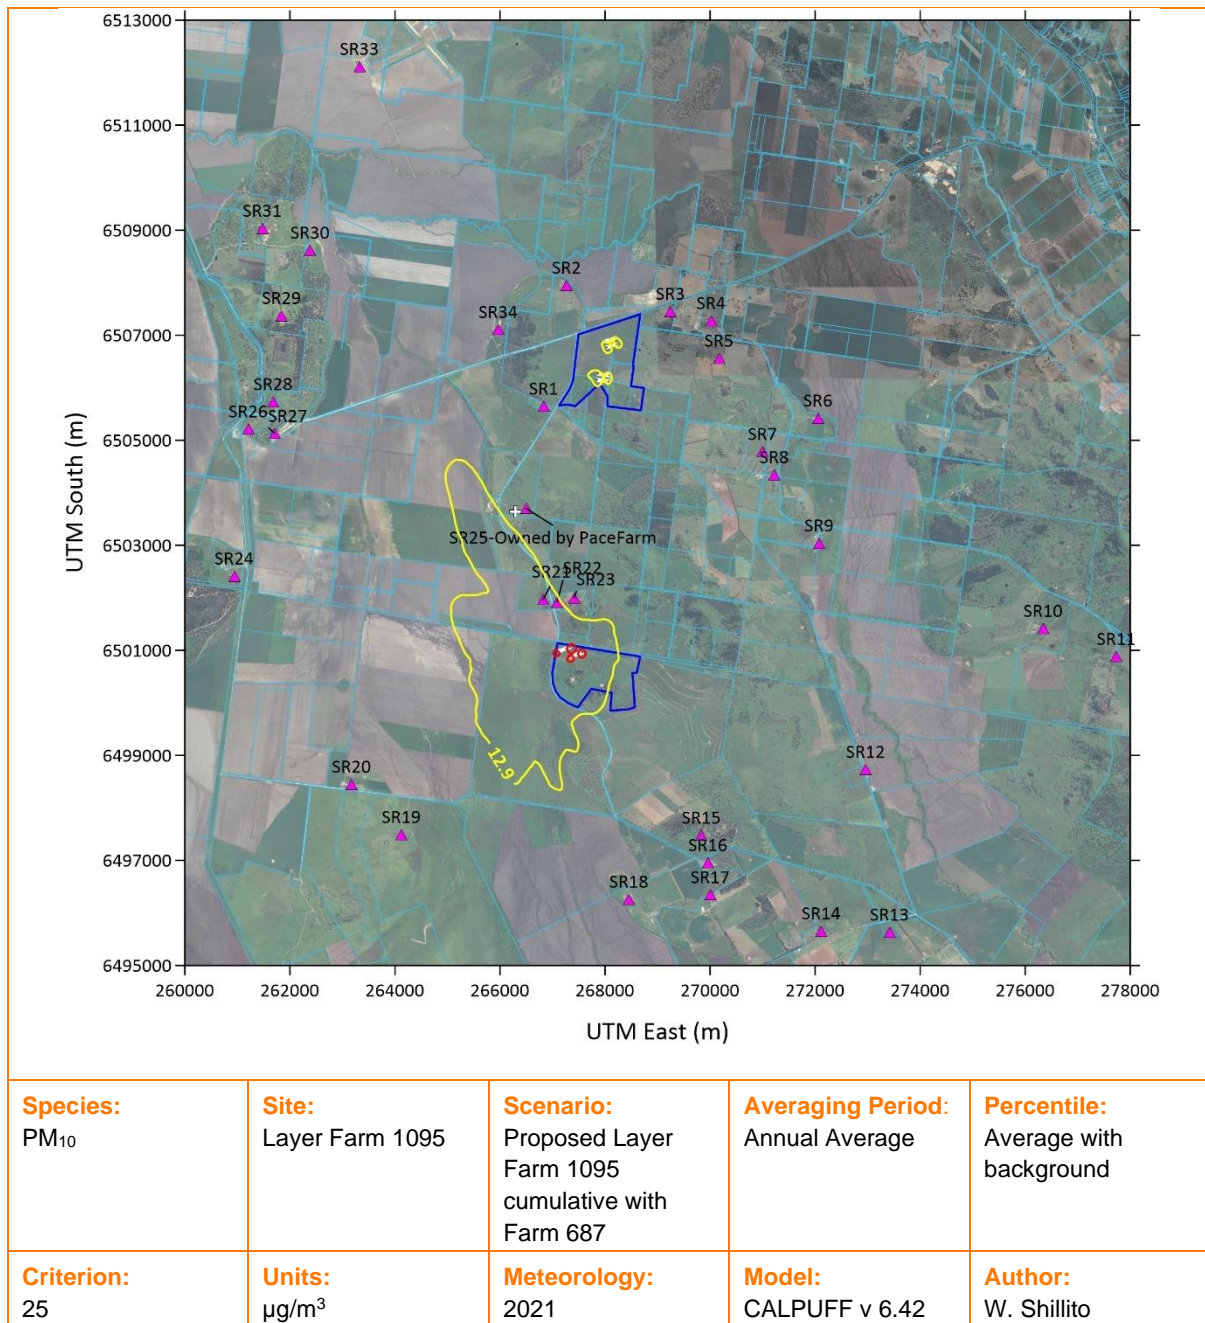 6513000
SR33
6511000
SR31
6509000
SR30
SR2
SR29
SR3
SR4
SR34
6507000
SR5
SR28
SR1
SR26
SR27
SR6
6505000
SR7
SR8
SR25-Owned by PaceFarm
SR9
6503000
SR24
SR21
SR22
SR23
SR10
6501000
SR11
12.9
6499000
SR12
SR20
SR19
SR15
SR16
6497000
SR18
SR17
SR14
SR13
6495000
260000 262000 264000 266000 268000 270000 272000 274000 276000 278000
UTM South (m)
UTM East (m)
Species:
PM₁₀
Site:
Layer Farm 1095
Scenario:
Proposed Layer
Farm 1095
cumulative with
Farm 687
Averaging Period:
Annual Average
Percentile:
Average with
background
Criterion:
25
Units:
µg/m³
Meteorology:
2021
Model:
CALPUFF v 6.42
Author:
W. Shillito